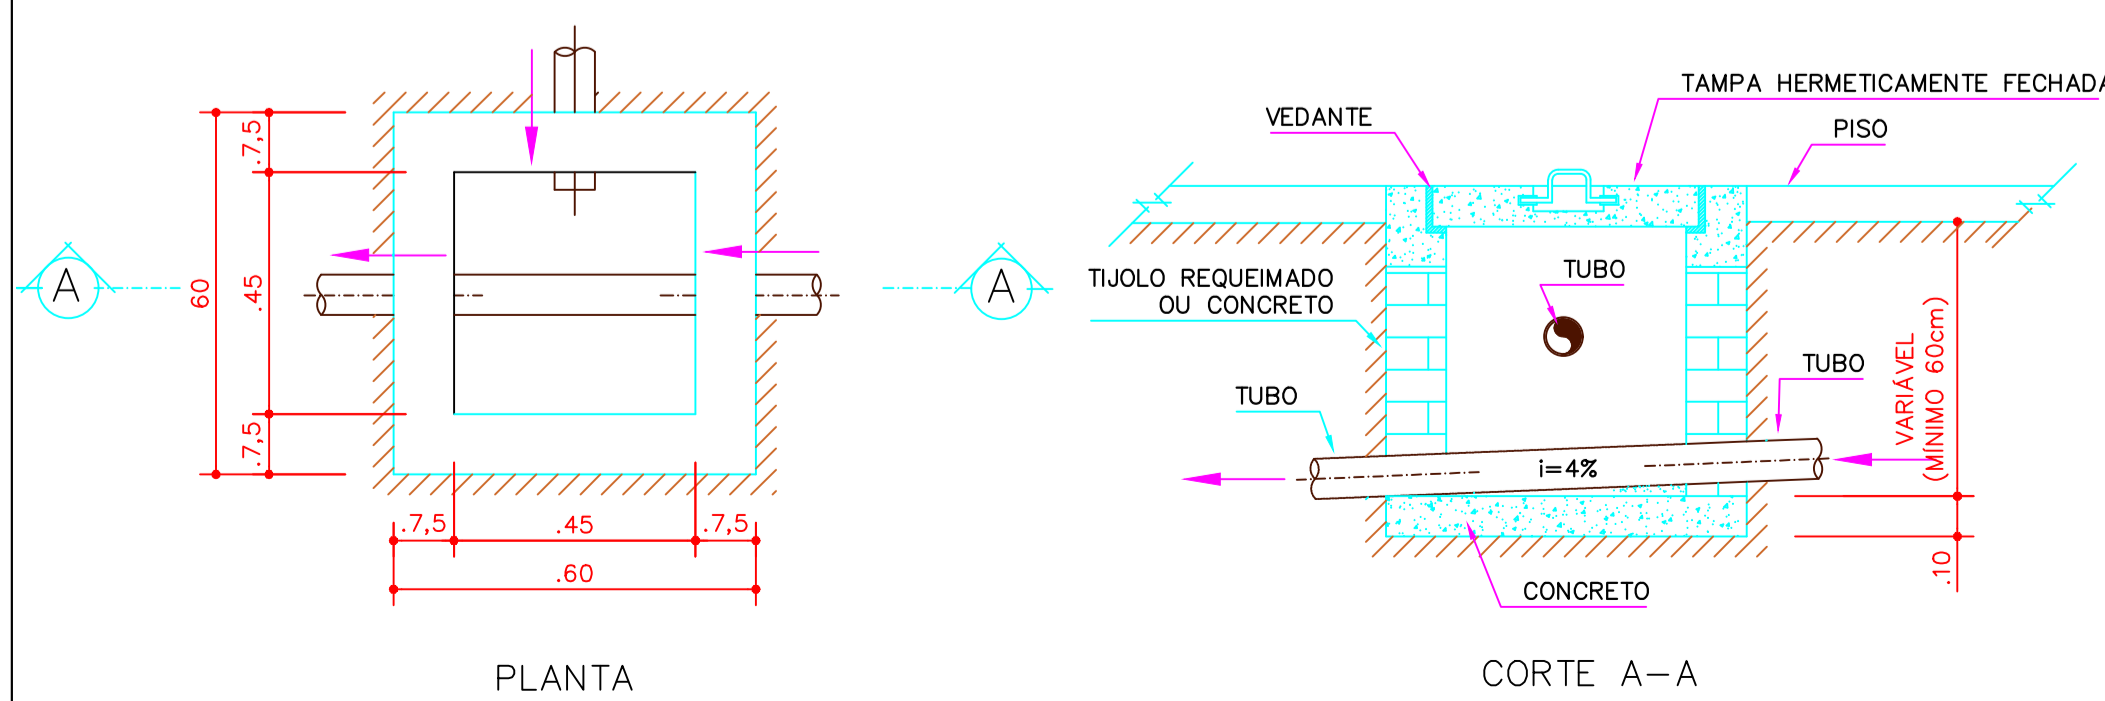 .7,5
60
.45
.7,5
A
A
.7,5
.45
.7,5
.60
PLANTA
TAMPA HERMETICAMENTE FECHADA
VEDANTE
PISO
TIJOLO REQUEIMADO
OU CONCRETO
TUBO
TUBO
TUBO
i=4%
VARIÁVEL
(MÍNIMO 60cm)
.10
CONCRETO
CORTE A-A